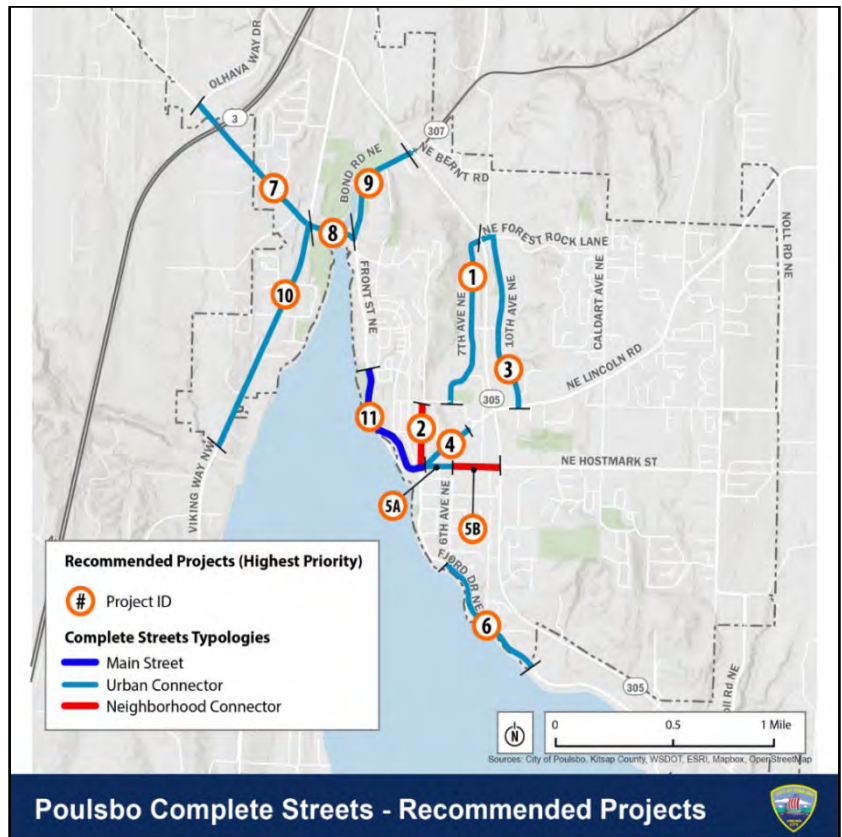 OLHAVA WAY DR
3
307
BOND RD NE
NE BERNT RD
7
9
8
NE FOREST ROCK LANE
NOLL RD NE
1
10
FRONT ST NE
7TH AVE NE
10TH AVE NE
CALDART AVE NE
3
NE LINCOLN RD
305
11
2
4
VIKING WAY NW
NE HOSTMARK ST
5A
6TH AVE NE
5B
FJORD DR NE
6
305
oll Rd NE
Recommended Projects (Highest Priority)
# Project ID
Complete Streets Typologies
Main Street
Urban Connector
Neighborhood Connector
N
0 0.5 1 Mile
Sources: City of Poulsbo, Kitsap County, WSDOT, ESRI, Mapbox, OpenStreetMap
Poulsbo Complete Streets - Recommended Projects